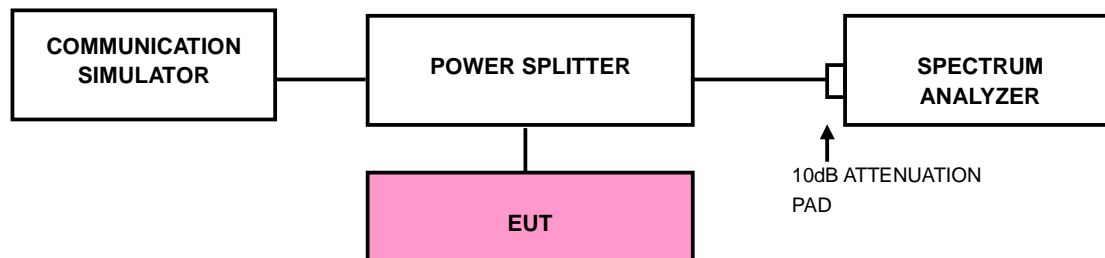 COMMUNICATION
SIMULATOR
POWER SPLITTER
SPECTRUM
ANALYZER
10dB ATTENUATION
PAD
EUT